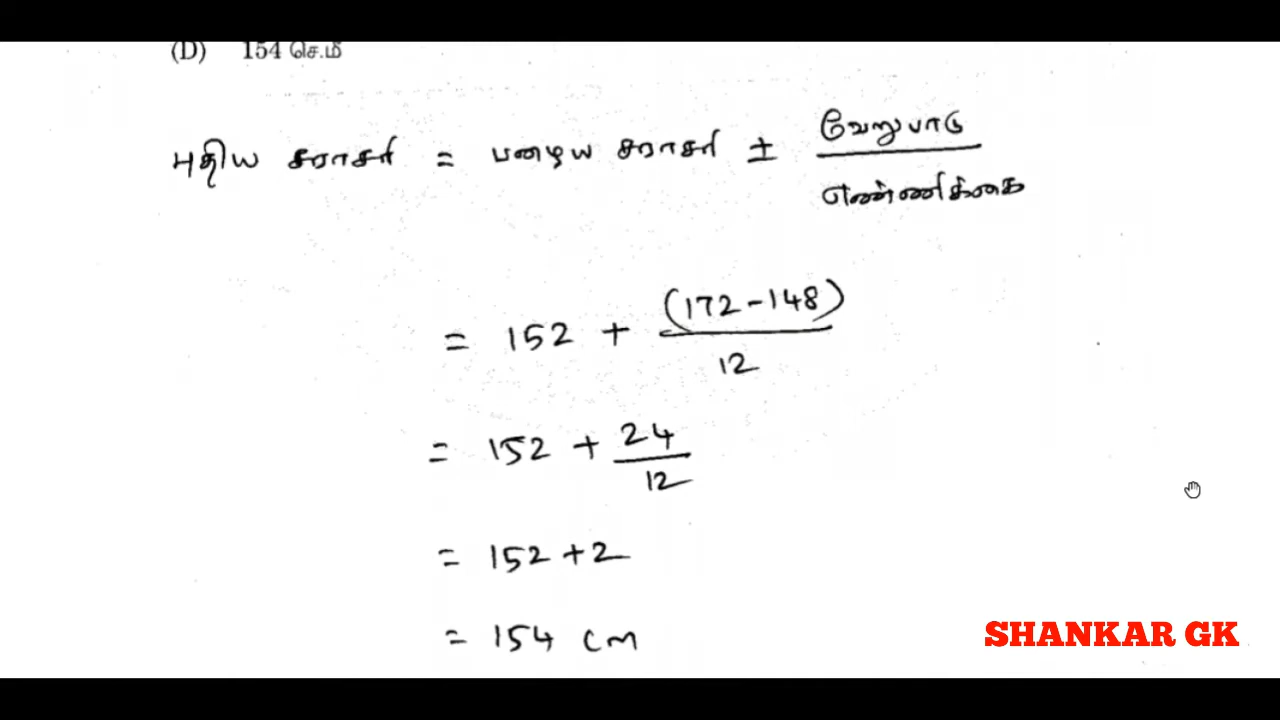 (D) 154 செ.மீ
புதிய சராசரி = பழைய சராசரி ± வேறுபாடு / எண்ணிக்கை
= 152 + (172-148) / 12
= 152 + 24 / 12
= 152 + 2
= 154 cm
SHANKAR GK